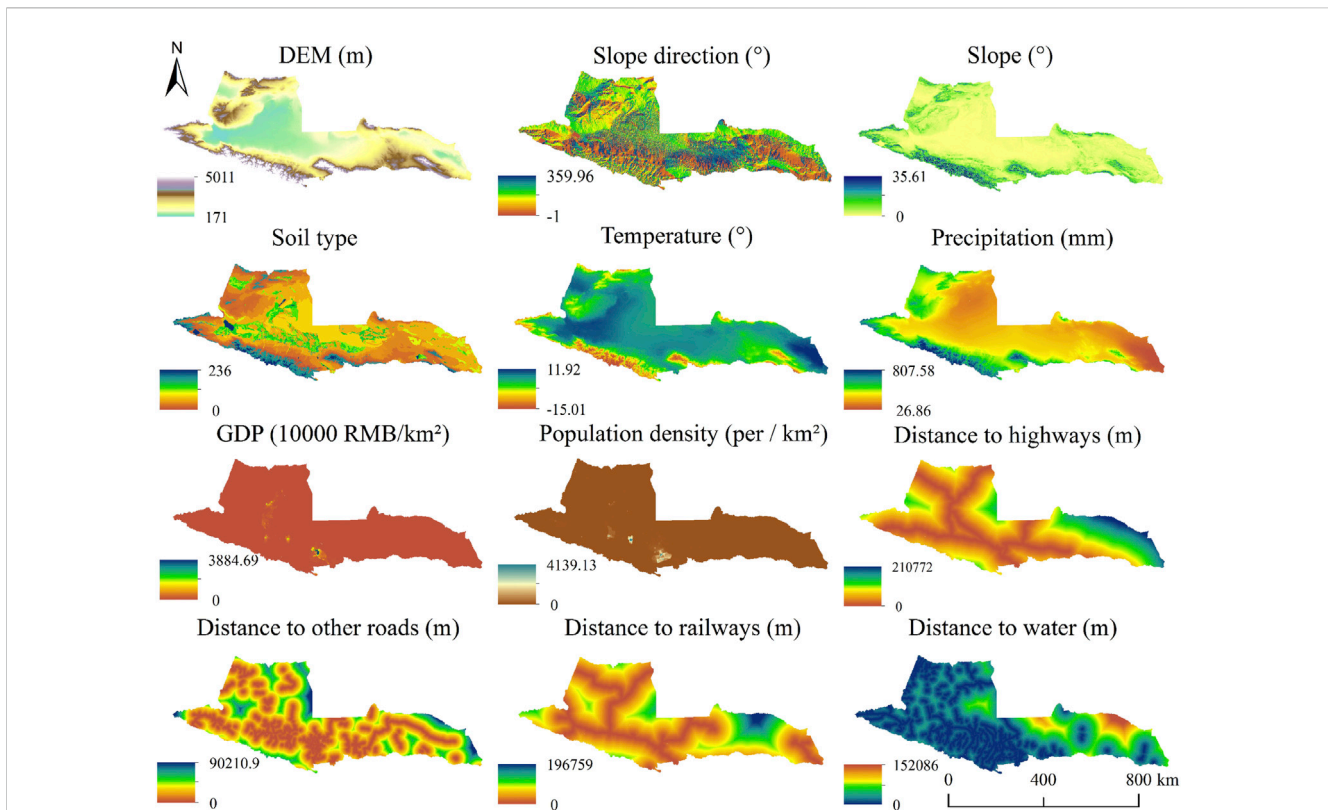 N
DEM (m)
Slope direction (°)
Slope (°)
5011
171
359.96
-1
35.61
0
Soil type
Temperature (°)
Precipitation (mm)
236
0
11.92
-15.01
807.58
26.86
GDP (10000 RMB/km²)
Population density (per / km²)
Distance to highways (m)
3884.69
0
4139.13
0
210772
0
Distance to other roads (m)
Distance to railways (m)
Distance to water (m)
90210.9
0
196759
0
152086
0
0 400 800 km